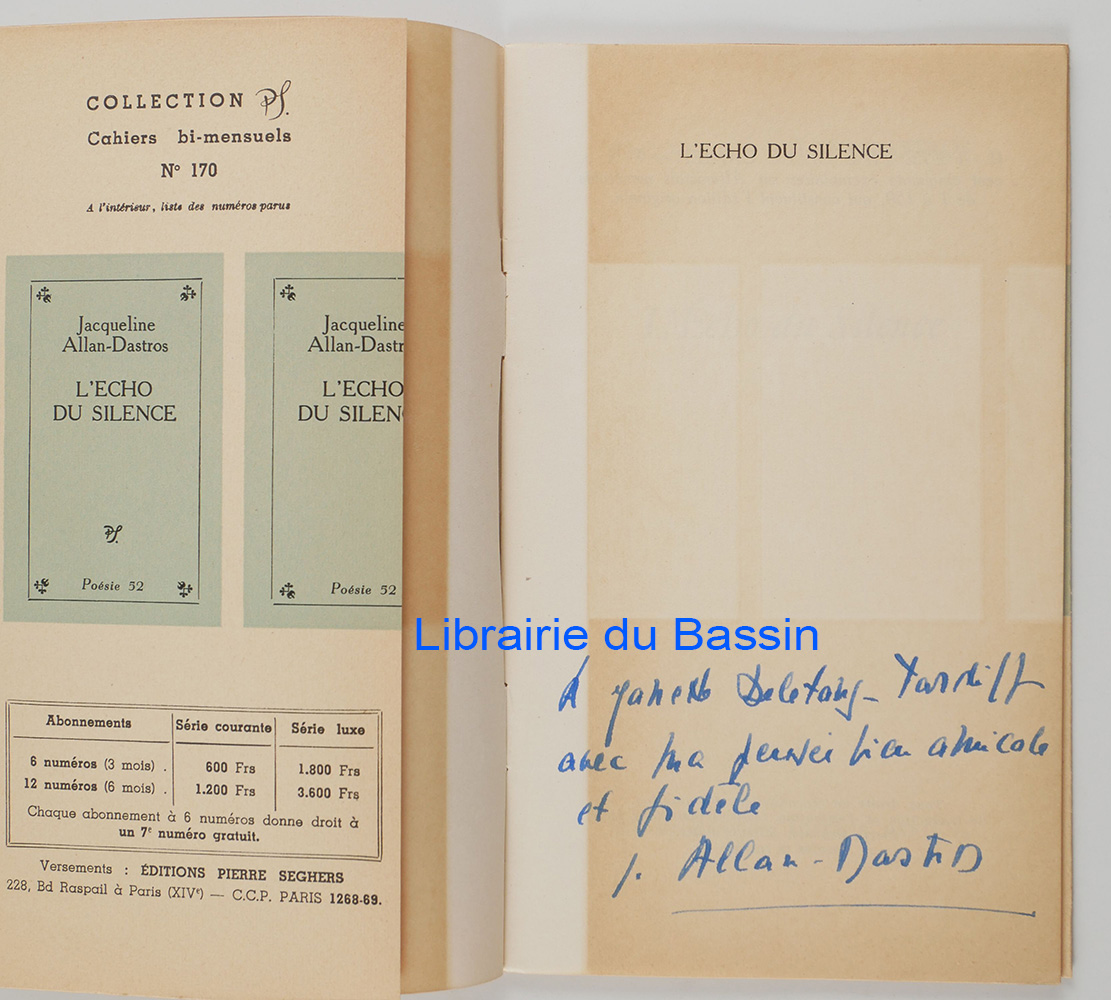 COLLECTION PS.
Cahiers bi-mensuels
N° 170
A l'intérieur, liste des numéros parus
Jacqueline
Allan-Dastros
L'ECHO
DU SILENCE
PS.
Poésie 52
Jacqueline
Allan-Dastr
L'ECHO
DU SILENC
Poésie 52
Abonnements Série courante Série luxe
6 numéros (3 mois) . 600 Frs 1.800 Frs
12 numéros (6 mois) . 1.200 Frs 3.600 Frs
Chaque abonnement à 6 numéros donne droit à
un 7e numéro gratuit.
Versements : ÉDITIONS PIERRE SEGHERS
228, Bd Raspail à Paris (XIVe) — C.C.P. PARIS 1268-69.
L'ECHO DU SILENCE
Librairie du Bassin
A Yanette Delétang-Tardiff
avec ma pensée bien amicale
et fidèle
J. Allan-Dastros